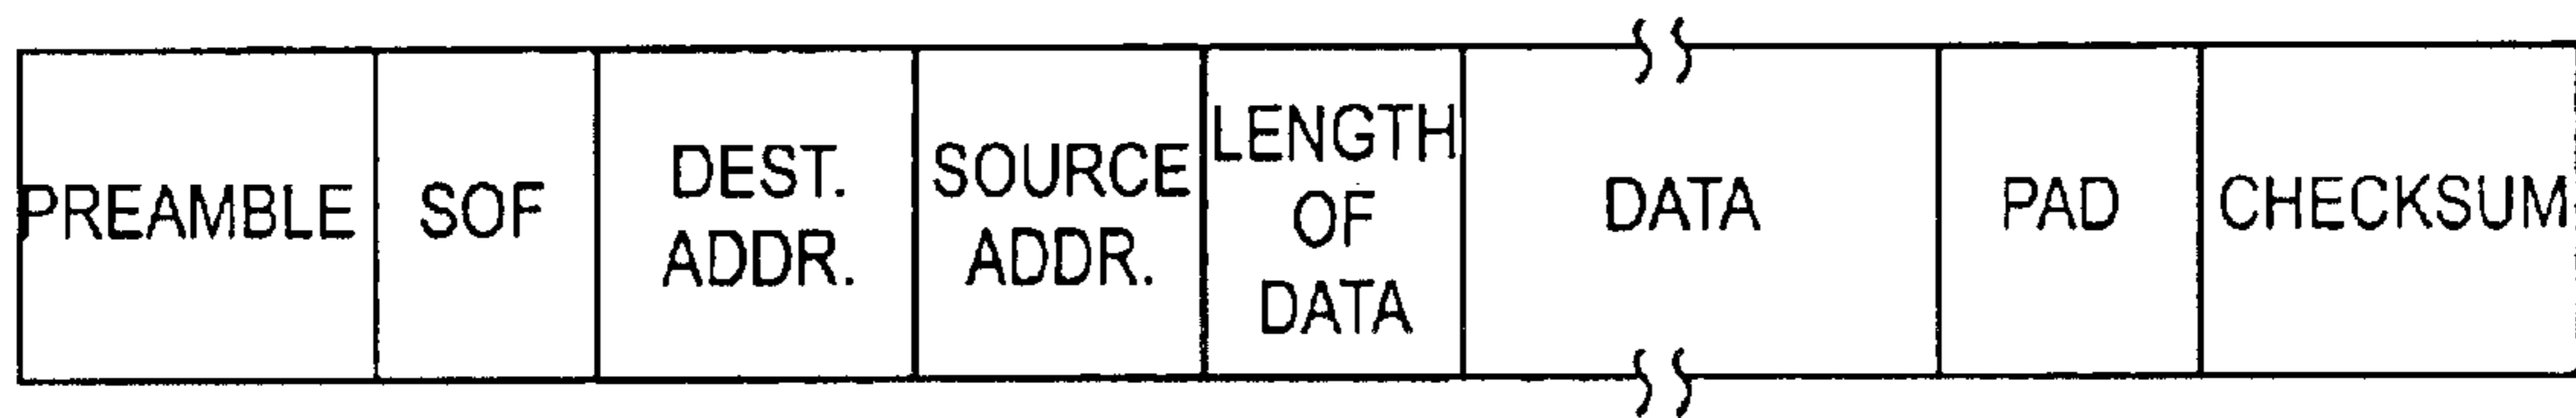 PREAMBLE
SOF
DEST.
ADDR.
SOURCE
ADDR.
LENGTH
OF
DATA
DATA
PAD
CHECKSUM